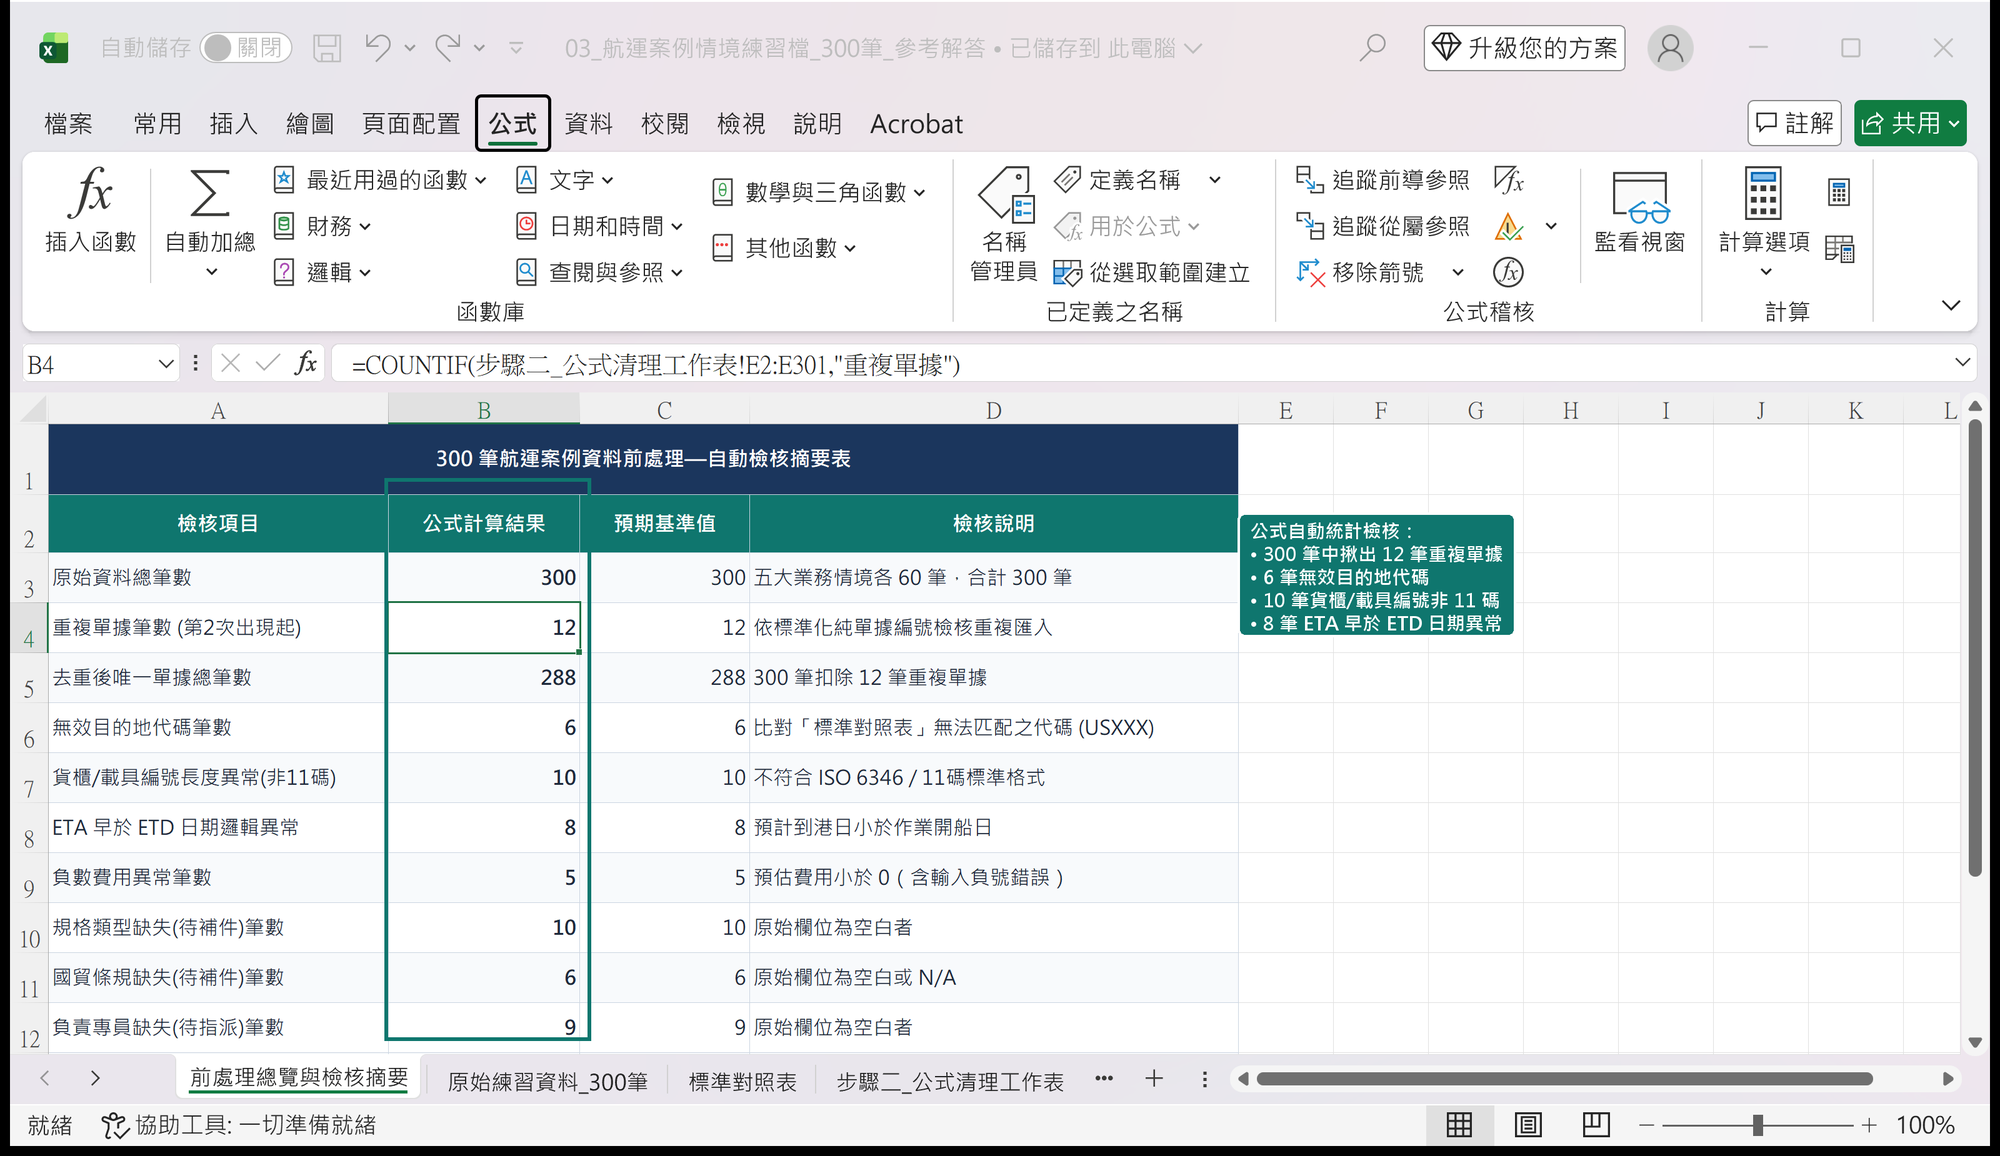 自動儲存 關閉 03_航運案例情境練習檔_300筆_參考解答 • 已儲存到 此電腦 升級您的方案
檔案 常用 插入 繪圖 頁面配置 公式 資料 校閱 檢視 說明 Acrobat 註解 共用
fx 插入函數
自動加總
最近用過的函數
財務
邏輯
文字
日期和時間
查閱與參照
數學與三角函數
其他函數
函數庫
名稱
管理員
定義名稱
用於公式
從選取範圍建立
已定義之名稱
追蹤前導參照
追蹤從屬參照
移除箭號
公式稽核
監看視窗
計算選項
計算
B4 fx =COUNTIF(步驟二_公式清理工作表!E2:E301,"重複單據")
A B C D E F G H I J K L
1 300 筆航運案例資料前處理—自動檢核摘要表
2 檢核項目 公式計算結果 預期基準值 檢核說明
3 原始資料總筆數 300 300 五大業務情境各 60 筆，合計 300 筆
4 重複單據筆數 (第2次出現起) 12 12 依標準化純單據編號檢核重複匯入
5 去重後唯一單據總筆數 288 288 300 筆扣除 12 筆重複單據
6 無效目的地代碼筆數 6 6 比對「標準對照表」無法匹配之代碼 (USXXX)
7 貨櫃/載具編號長度異常(非11碼) 10 10 不符合 ISO 6346 / 11碼標準格式
8 ETA 早於 ETD 日期邏輯異常 8 8 預計到港日小於作業開船日
9 負數費用異常筆數 5 5 預估費用小於 0（含輸入負號錯誤）
10 規格類型缺失(待補件)筆數 10 10 原始欄位為空白者
11 國貿條規缺失(待補件)筆數 6 6 原始欄位為空白或 N/A
12 負責專員缺失(待指派)筆數 9 9 原始欄位為空白者
公式自動統計檢核：
• 300 筆中揪出 12 筆重複單據
• 6 筆無效目的地代碼
• 10 筆貨櫃/載具編號非 11 碼
• 8 筆 ETA 早於 ETD 日期異常
前處理總覽與檢核摘要 原始練習資料_300筆 標準對照表 步驟二_公式清理工作表
就緒 協助工具: 一切準備就緒 100%